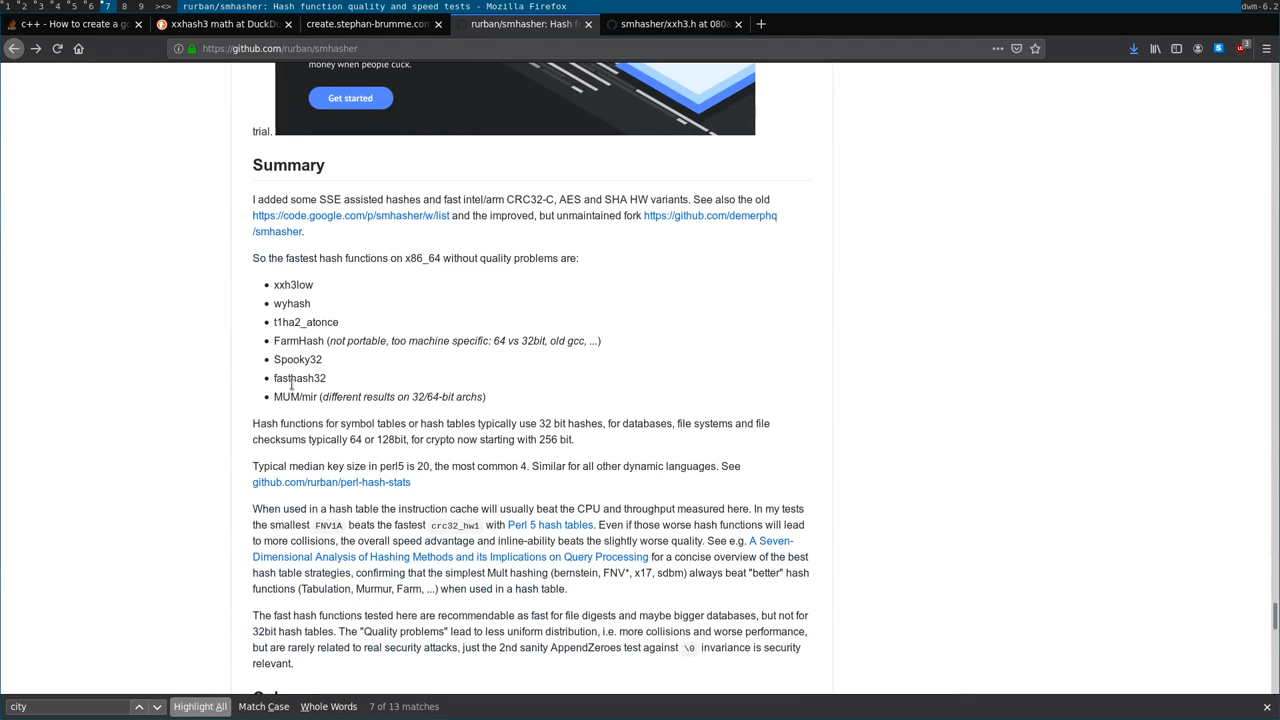 1 2 3 4 5 6 7 8 9 ><> rurban/smhasher: Hash function quality and speed tests - Mozilla Firefox dwm-6.2
c++ - How to create a go
xxhash3 math at DuckDu
create.stephan-brumme.con
rurban/smhasher: Hash f
smhasher/xxh3.h at 080a
https://github.com/rurban/smhasher
money when people click.
Get started
trial.
Summary
I added some SSE assisted hashes and fast intel/arm CRC32-C, AES and SHA HW variants. See also the old
https://code.google.com/p/smhasher/w/list and the improved, but unmaintained fork https://github.com/demerphq
/smhasher.
So the fastest hash functions on x86_64 without quality problems are:
• xxh3low
• wyhash
• t1ha2_atonce
• FarmHash (not portable, too machine specific: 64 vs 32bit, old gcc, ...)
• Spooky32
• fasthash32
• MUM/mir (different results on 32/64-bit archs)
Hash functions for symbol tables or hash tables typically use 32 bit hashes, for databases, file systems and file
checksums typically 64 or 128bit, for crypto now starting with 256 bit.
Typical median key size in perl5 is 20, the most common 4. Similar for all other dynamic languages. See
github.com/rurban/perl-hash-stats
When used in a hash table the instruction cache will usually beat the CPU and throughput measured here. In my tests
the smallest FNV1A beats the fastest crc32_hw1 with Perl 5 hash tables. Even if those worse hash functions will lead
to more collisions, the overall speed advantage and inline-ability beats the slightly worse quality. See e.g. A Seven-
Dimensional Analysis of Hashing Methods and its Implications on Query Processing for a concise overview of the best
hash table strategies, confirming that the simplest Mult hashing (bernstein, FNV*, x17, sdbm) always beat "better" hash
functions (Tabulation, Murmur, Farm, ...) when used in a hash table.
The fast hash functions tested here are recommendable as fast for file digests and maybe bigger databases, but not for
32bit hash tables. The "Quality problems" lead to less uniform distribution, i.e. more collisions and worse performance,
but are rarely related to real security attacks, just the 2nd sanity AppendZeroes test against \0 invariance is security
relevant.
city
Highlight All Match Case Whole Words 7 of 13 matches